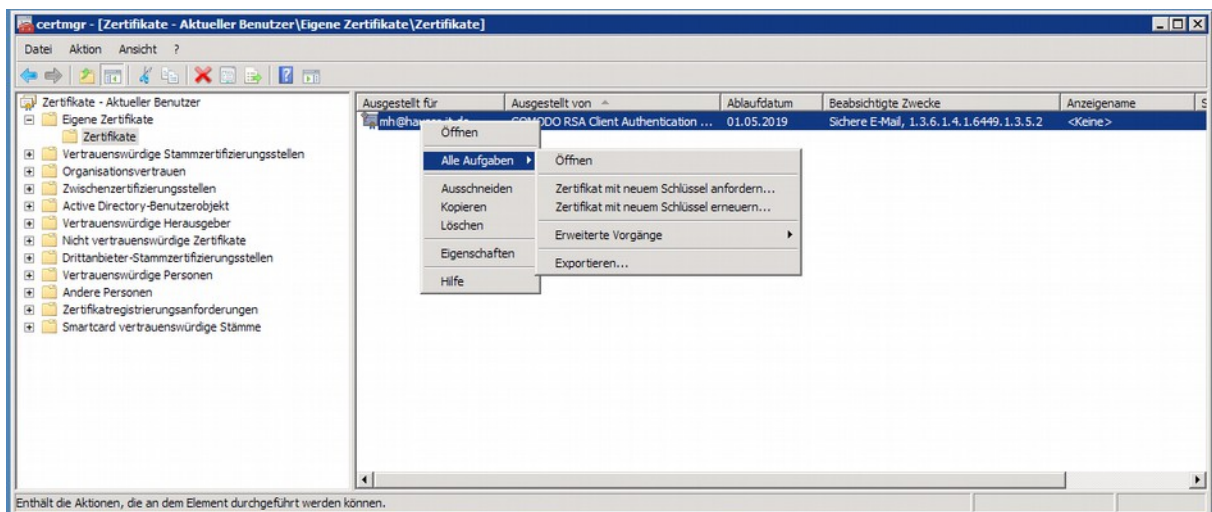 certmgr - [Zertifikate - Aktueller Benutzer\Eigene Zertifikate\Zertifikate]
Datei Aktion Ansicht ?
Zertifikate - Aktueller Benutzer
Eigene Zertifikate
Zertifikate
Vertrauenswürdige Stammzertifizierungsstellen
Organisationsvertrauen
Zwischenzertifizierungsstellen
Active Directory-Benutzerobjekt
Vertrauenswürdige Herausgeber
Nicht vertrauenswürdige Zertifikate
Drittanbieter-Stammzertifizierungsstellen
Vertrauenswürdige Personen
Andere Personen
Zertifikatregistrierungsanforderungen
Smartcard vertrauenswürdige Stämme
Ausgestellt für Ausgestellt von Ablaufdatum Beabsichtigte Zwecke Anzeigename S
RSA Client Authentication ... 01.05.2019 Sichere E-Mail, 1.3.6.1.4.1.6449.1.3.5.2 <Keine>
Öffnen
Alle Aufgaben
Ausschneiden
Kopieren
Löschen
Eigenschaften
Hilfe
Öffnen
Zertifikat mit neuem Schlüssel anfordern...
Zertifikat mit neuem Schlüssel erneuern...
Erweiterte Vorgänge
Exportieren...
Enthält die Aktionen, die an dem Element durchgeführt werden können.